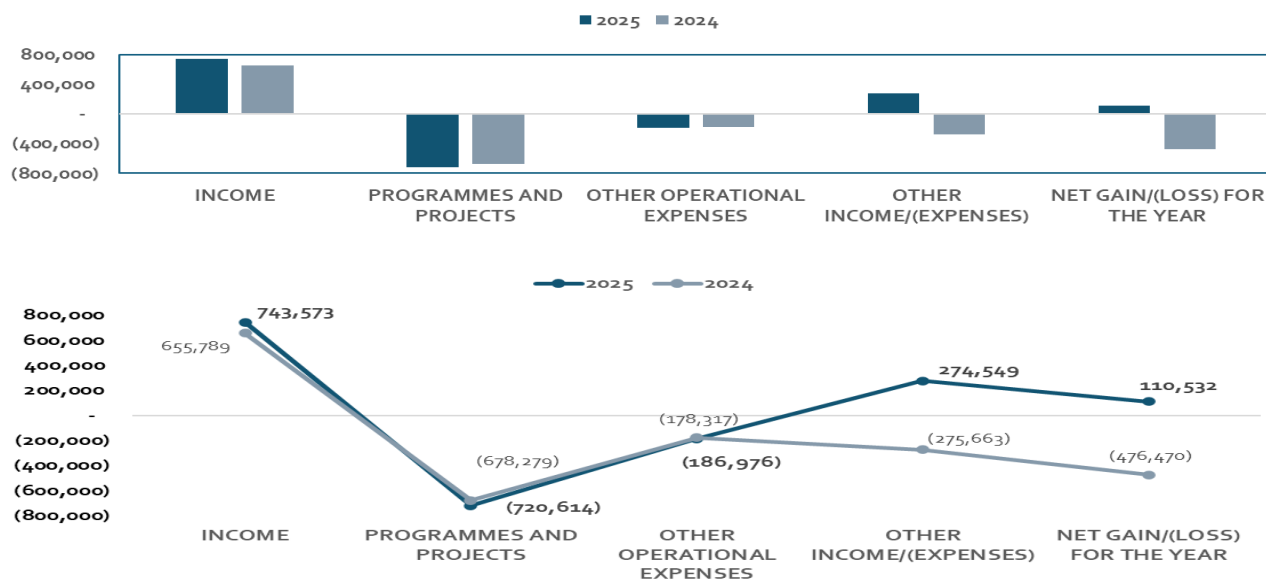 2025 2024
800,000
400,000
-
(400,000)
(800,000)
INCOME
PROGRAMMES AND
PROJECTS
OTHER OPERATIONAL
EXPENSES
OTHER
INCOME/(EXPENSES)
NET GAIN/(LOSS) FOR
THE YEAR
2025 2024
800,000
600,000
400,000
200,000
-
(200,000)
(400,000)
(600,000)
(800,000)
743,573
655,789
(678,279)
(720,614)
(178,317)
(186,976)
274,549
(275,663)
110,532
(476,470)
INCOME
PROGRAMMES AND
PROJECTS
OTHER
OPERATIONAL
EXPENSES
OTHER
INCOME/(EXPENSES)
NET GAIN/(LOSS)
FOR THE YEAR